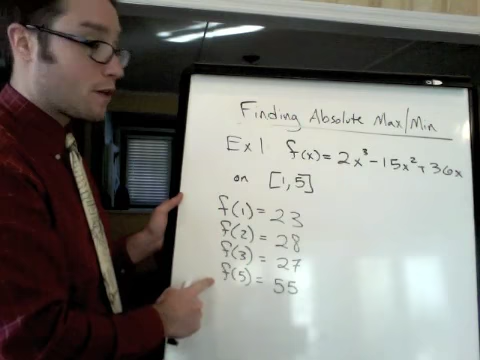 Finding Absolute Max/Min
Ex 1 f(x) = 2x³ - 15x² + 36x
on [1, 5]
f(1) = 23
f(2) = 28
f(3) = 27
f(5) = 55